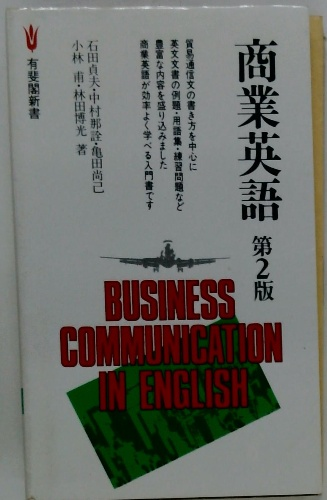 商業英語 第2版
貿易通信文の書き方を中心に
英文文書の例題・用語集・練習問題など
豊富な内容を盛り込みました
商業英語が効率よく学べる入門書です
石田貞夫・中村那詮・亀田尚己
小林 甫・林田博光 著
有斐閣新書
BUSINESS
COMMUNICATION
IN ENGLISH